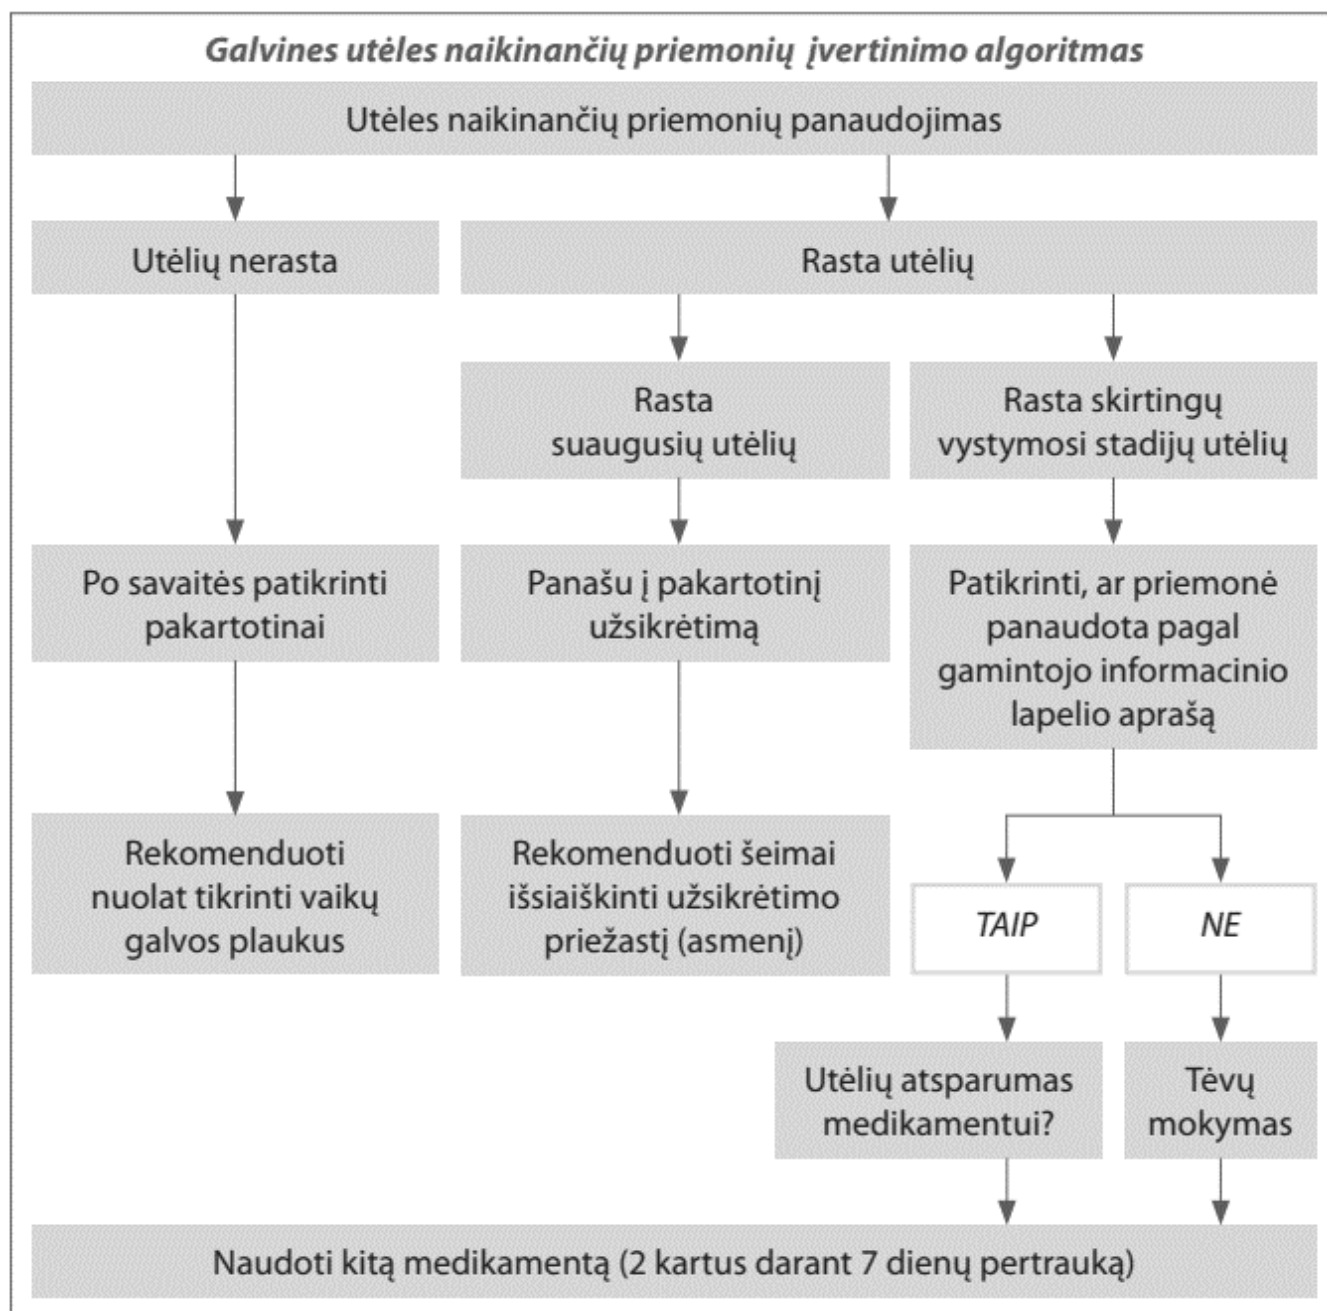 Galvines utėles naikinančių priemonių įvertinimo algoritmas
Utėles naikinančių priemonių panaudojimas
Utėlių nerasta
Rasta utėlių
Rasta
suaugusių utėlių
Rasta skirtingų
vystymosi stadijų utėlių
Po savaitės patikrinti
pakartotinai
Panašu į pakartotinį
užsikrėtimą
Patikrinti, ar priemonė
panaudota pagal
gamintojo informacinio
lapelio aprašą
Rekomenduoti
nuolat tikrinti vaikų
galvos plaukus
Rekomenduoti šeimai
išsiaiškinti užsikrėtimo
priežastį (asmenį)
TAIP
NE
Utėlių atsparumas
medikamentui?
Tėvų
mokymas
Naudoti kitą medikamentą (2 kartus darant 7 dienų pertrauką)